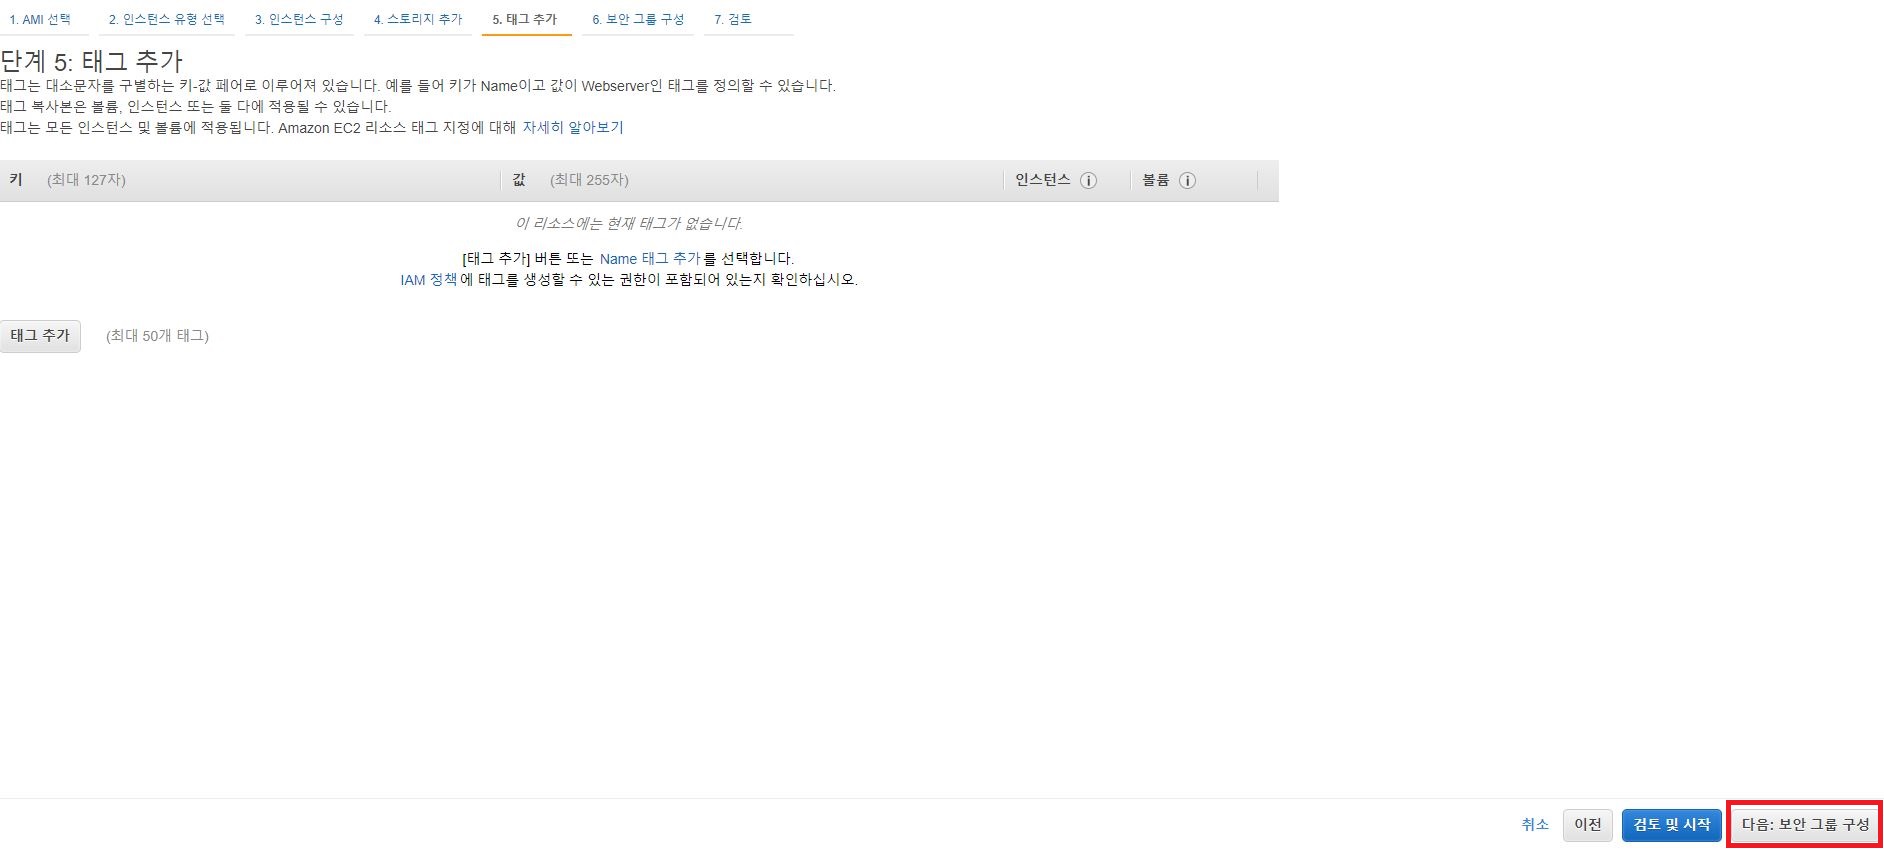 1. AMI 선택 2. 인스턴스 유형 선택 3. 인스턴스 구성 4. 스토리지 추가 5. 태그 추가 6. 보안 그룹 구성 7. 검토
단계 5: 태그 추가
태그는 대소문자를 구별하는 키-값 페어로 이루어져 있습니다. 예를 들어 키가 Name이고 값이 Webserver인 태그를 정의할 수 있습니다.
태그 복사본은 볼륨, 인스턴스 또는 둘 다에 적용될 수 있습니다.
태그는 모든 인스턴스 및 볼륨에 적용됩니다. Amazon EC2 리소스 태그 지정에 대해 자세히 알아보기
키 (최대 127자) 값 (최대 255자) 인스턴스 i 볼륨 i
이 리소스에는 현재 태그가 없습니다.
[태그 추가] 버튼 또는 Name 태그 추가를 선택합니다.
IAM 정책에 태그를 생성할 수 있는 권한이 포함되어 있는지 확인하십시오.
태그 추가 (최대 50개 태그)
취소 이전 검토 및 시작 다음: 보안 그룹 구성